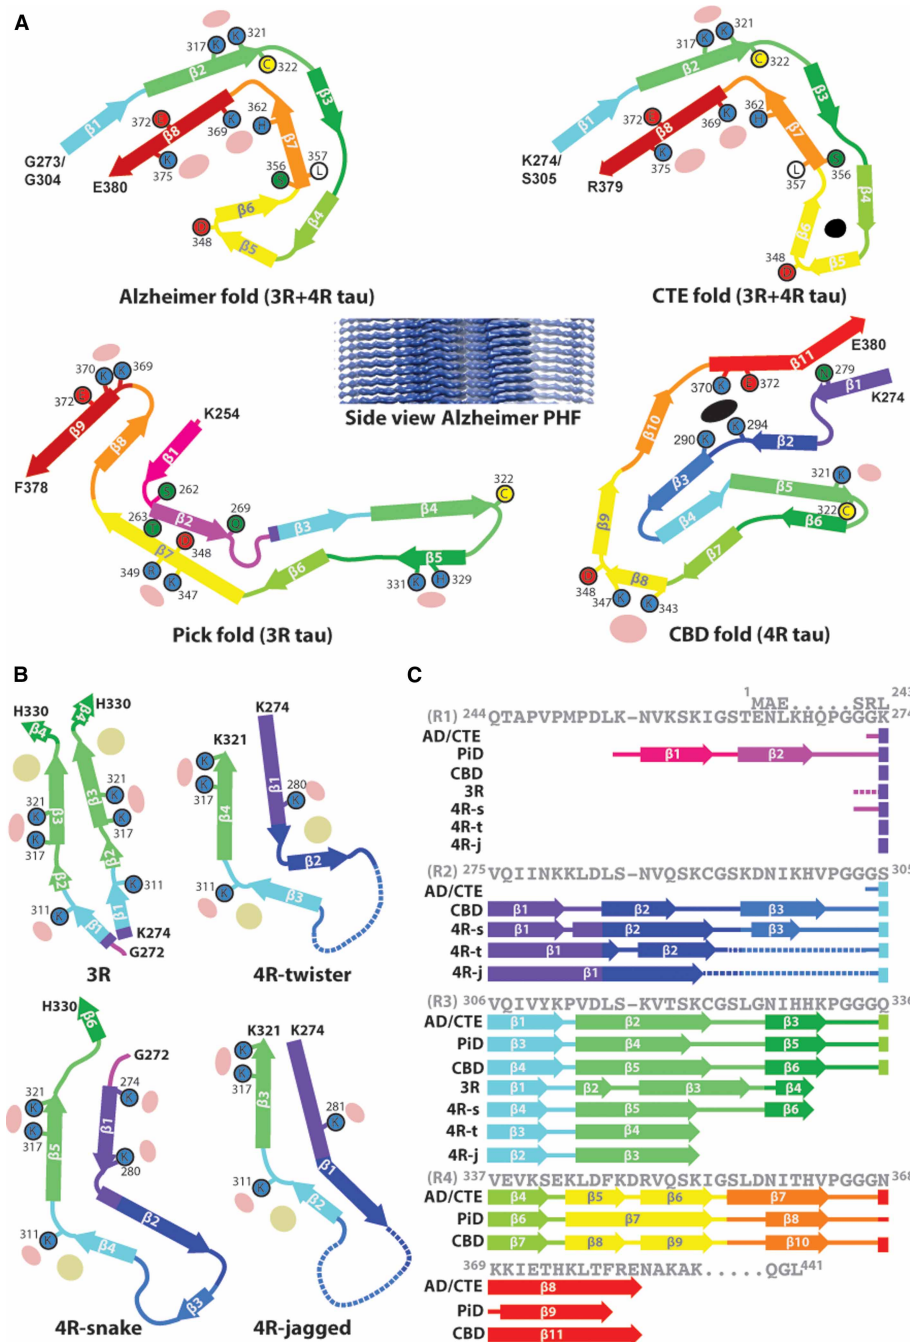 A
317
K
K
321
C
322
β1
β2
β3
362
H
372
β8
K
369
K
375
β7
G273/
G304
E380
356
357
L
β6
β4
348
β5
Alzheimer fold (3R+4R tau)
317
K
K
321
C
322
β1
β2
β3
362
H
372
β8
K
369
K
375
β7
K274/
S305
R379
L
357
356
β4
β6
348
β5
CTE fold (3R+4R tau)
Side view Alzheimer PHF
370
K
K
369
372
β9
β8
F378
K254
β1
262
β2
269
263
348
β3
β4
322
C
β7
349
K
347
β6
β5
K
H
331
329
Pick fold (3R tau)
E380
β11
K
370
372
279
β1
K274
β10
290
K
K
294
β2
β3
321
K
β4
β5
322
C
β6
β9
β7
348
β8
347
K
K
343
CBD fold (4R tau)
B
H330
H330
β4
β4
321
K
K
317
β3
β3
321
K
K
317
β2
β2
311
K
K
311
β1
β1
K274
G272
3R
K274
K321
K
K
317
β4
β1
280
K
β2
311
K
β3
4R-twister
H330
β6
G272
321
K
K
317
β5
β1
274
K
K
280
β2
311
K
β4
β3
4R-snake
K321
K274
K
K
317
β3
281
K
β1
311
K
β2
4R-jagged
C
1 MAE.....SRL 243
(R1) 244 QTAPVPMPDLK-NVKSKIGSTENLKHQPGGGK 274
AD/CTE
PiD β1 β2
CBD
3R
4R-s
4R-t
4R-j
(R2) 275 VQIINKKLDLS-NVQSKCGSKDNIKHVPGGGS 305
AD/CTE
CBD β1 β2 β3
4R-s β1 β2 β3
4R-t β1 β2
4R-j β1
(R3) 306 VQIVYKPVDLS-KVTSKCGSLGNIHHKPGGGQ 336
AD/CTE β1 β2 β3
PiD β3 β4 β5
CBD β4 β5 β6
3R β1 β2 β3 β4
4R-s β4 β5 β6
4R-t β3 β4
4R-j β2 β3
(R4) 337 VEVKSEKLDFKDRVQSKIGSLDNITHVPGGGN 368
AD/CTE β4 β5 β6 β7
PiD β6 β7 β8
CBD β7 β8 β9 β10
369 KKIETHKLTFRENAKAK.....QGL 441
AD/CTE β8
PiD β9
CBD β11